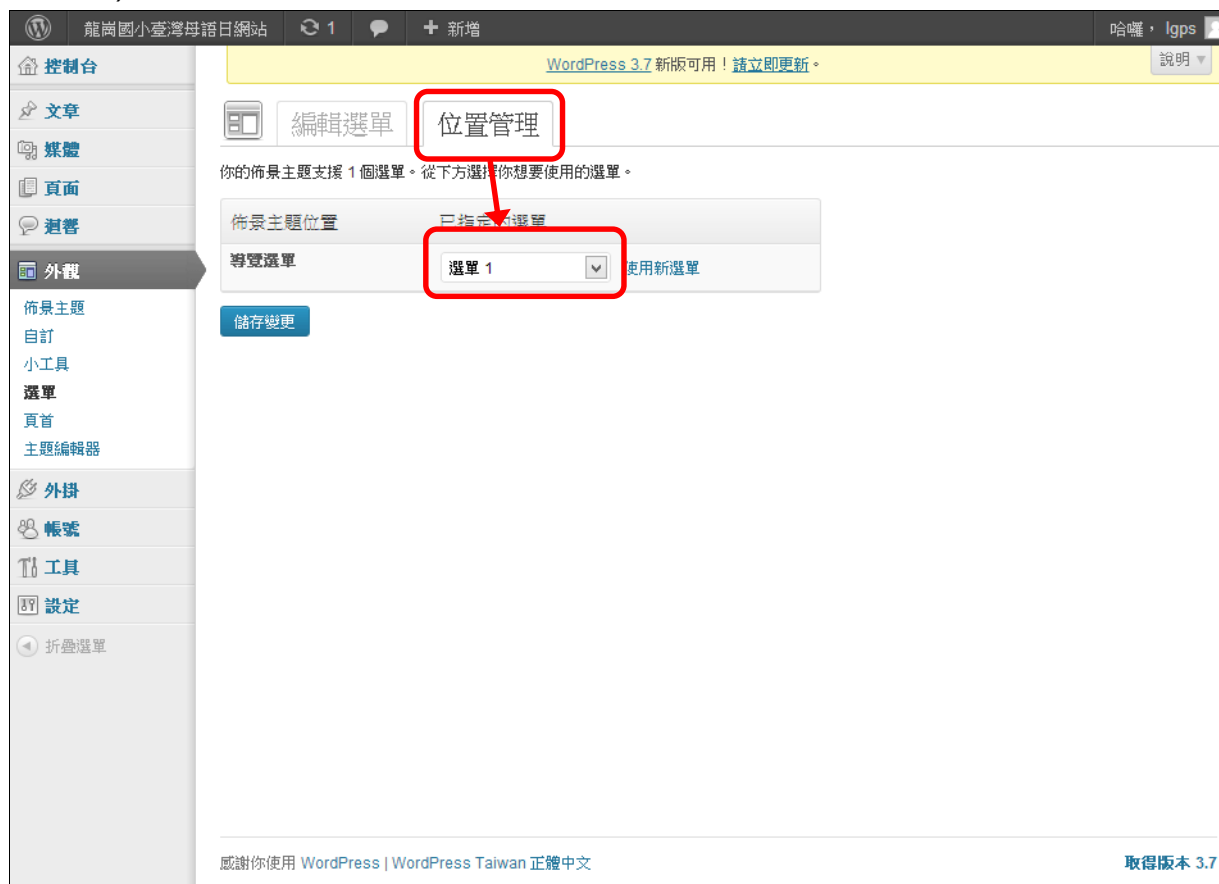 龍崗國小臺灣母語日網站 1 新增 哈囉，lgps
WordPress 3.7 新版可用！請立即更新。
說明
控制台
文章
媒體
頁面
迴響
外觀
佈景主題
自訂
小工具
選單
頁首
主題編輯器
外掛
帳號
工具
設定
折疊選單
編輯選單 位置管理
你的佈景主題支援 1 個選單。從下方選擇你想要使用的選單。
佈景主題位置 已指定的選單
導覽選單 選單 1 使用新選單
儲存變更
感謝你使用 WordPress | WordPress Taiwan 正體中文 取得版本 3.7